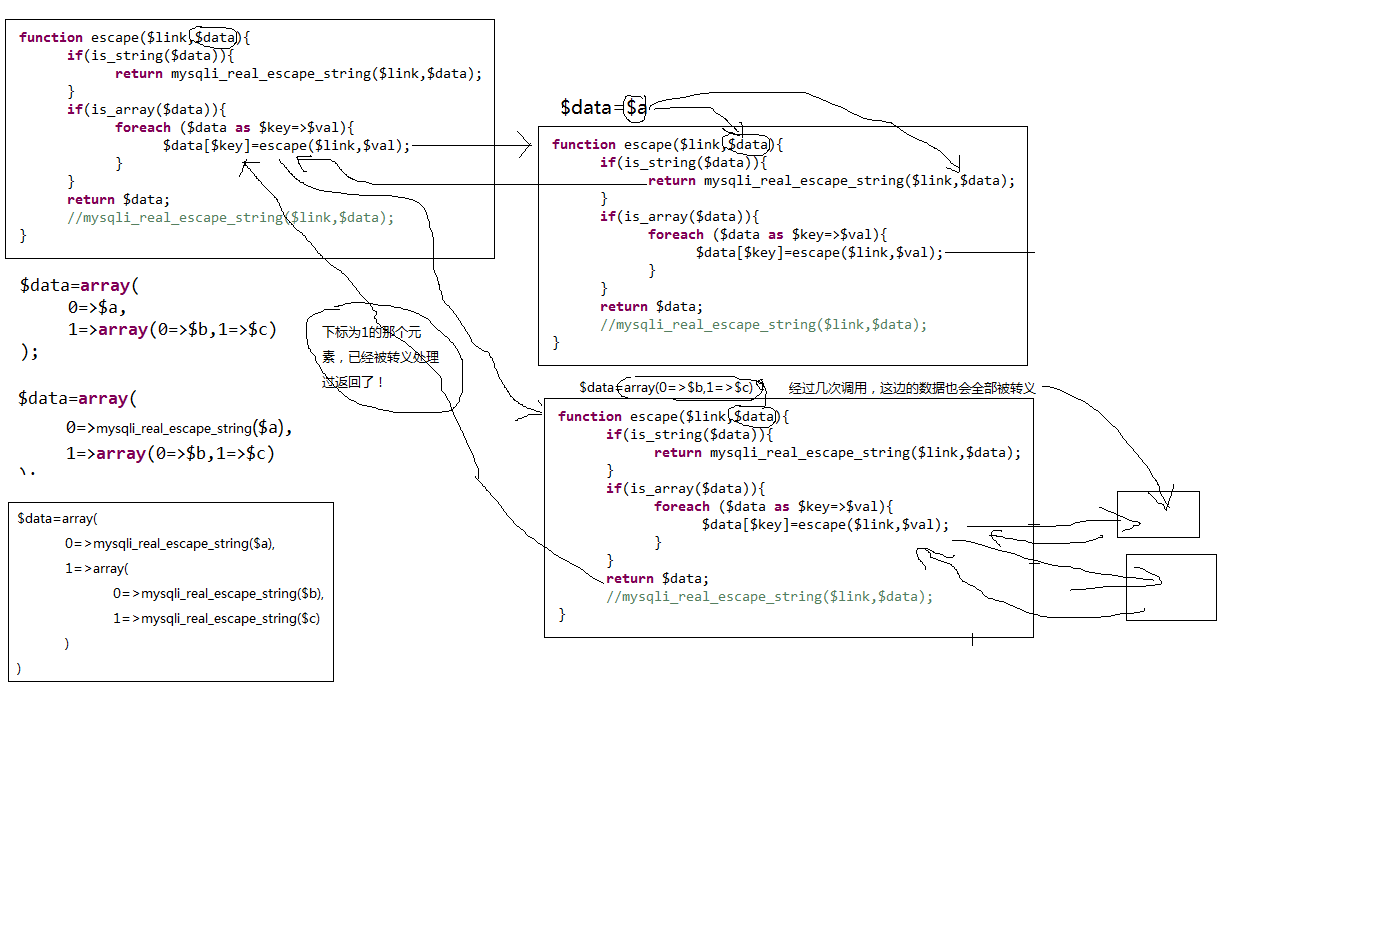 function escape($link,$data){
if(is_string($data)){
return mysqli_real_escape_string($link,$data);
}
if(is_array($data)){
foreach ($data as $key=>$val){
$data[$key]=escape($link,$val);
}
}
return $data;
//mysqli_real_escape_string($link,$data);
}
$data=array(
0=>$a,
1=>array(0=>$b,1=>$c)
);
$data=array(
0=>mysqli_real_escape_string($a),
1=>array(0=>$b,1=>$c)
$data=array(
0=>mysqli_real_escape_string($a),
1=>array(
0=>mysqli_real_escape_string($b),
1=>mysqli_real_escape_string($c)
)
)
下标为1的那个元
素，已经被转义处理
过返回了！
$data=$a
function escape($link,$data){
if(is_string($data)){
return mysqli_real_escape_string($link,$data);
}
if(is_array($data)){
foreach ($data as $key=>$val){
$data[$key]=escape($link,$val);
}
}
return $data;
//mysqli_real_escape_string($link,$data);
}
$data=array(0=>$b,1=>$c)
经过几次调用，这边的数据也会全部被转义
function escape($link,$data){
if(is_string($data)){
return mysqli_real_escape_string($link,$data);
}
if(is_array($data)){
foreach ($data as $key=>$val){
$data[$key]=escape($link,$val);
}
}
return $data;
//mysqli_real_escape_string($link,$data);
}